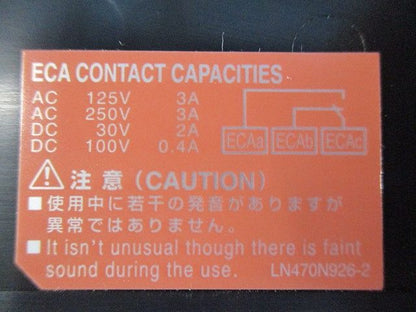 ECA CONTACT CAPACITIES
AC 125V 3A
AC 250V 3A
DC 30V 2A
DC 100V 0.4A
ECAa ECAb ECAc
注意 (CAUTION)
■使用中に若干の発音がありますが
異常ではありません。
■It isn't unusual though there is faint
sound during the use. LN470N926-2